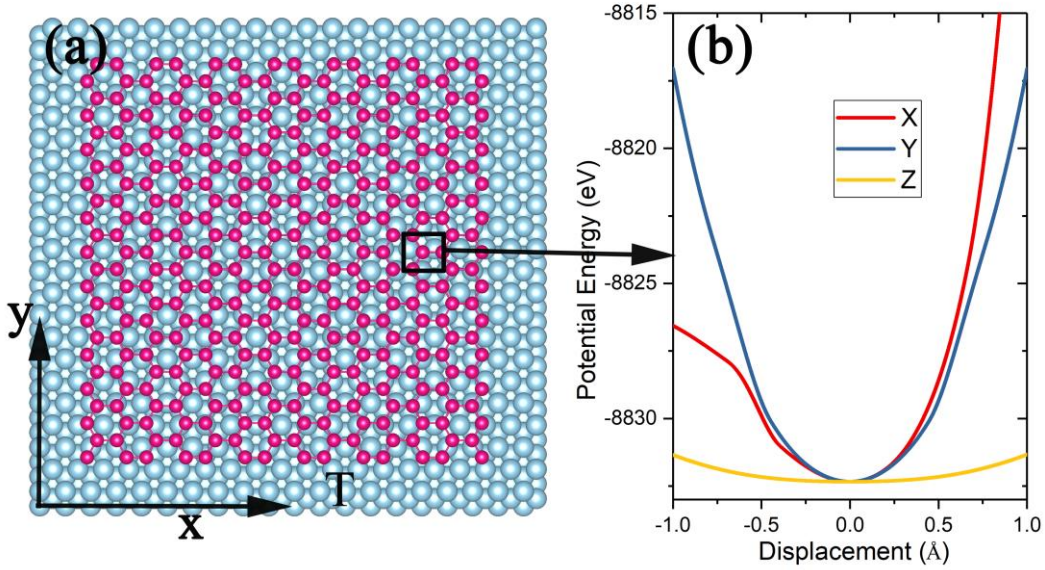 (a)
y
x
T
(b)
X
Y
Z
Potential Energy (eV)
-8815
-8820
-8825
-8830
-1.0 -0.5 0.0 0.5 1.0
Displacement (Å)